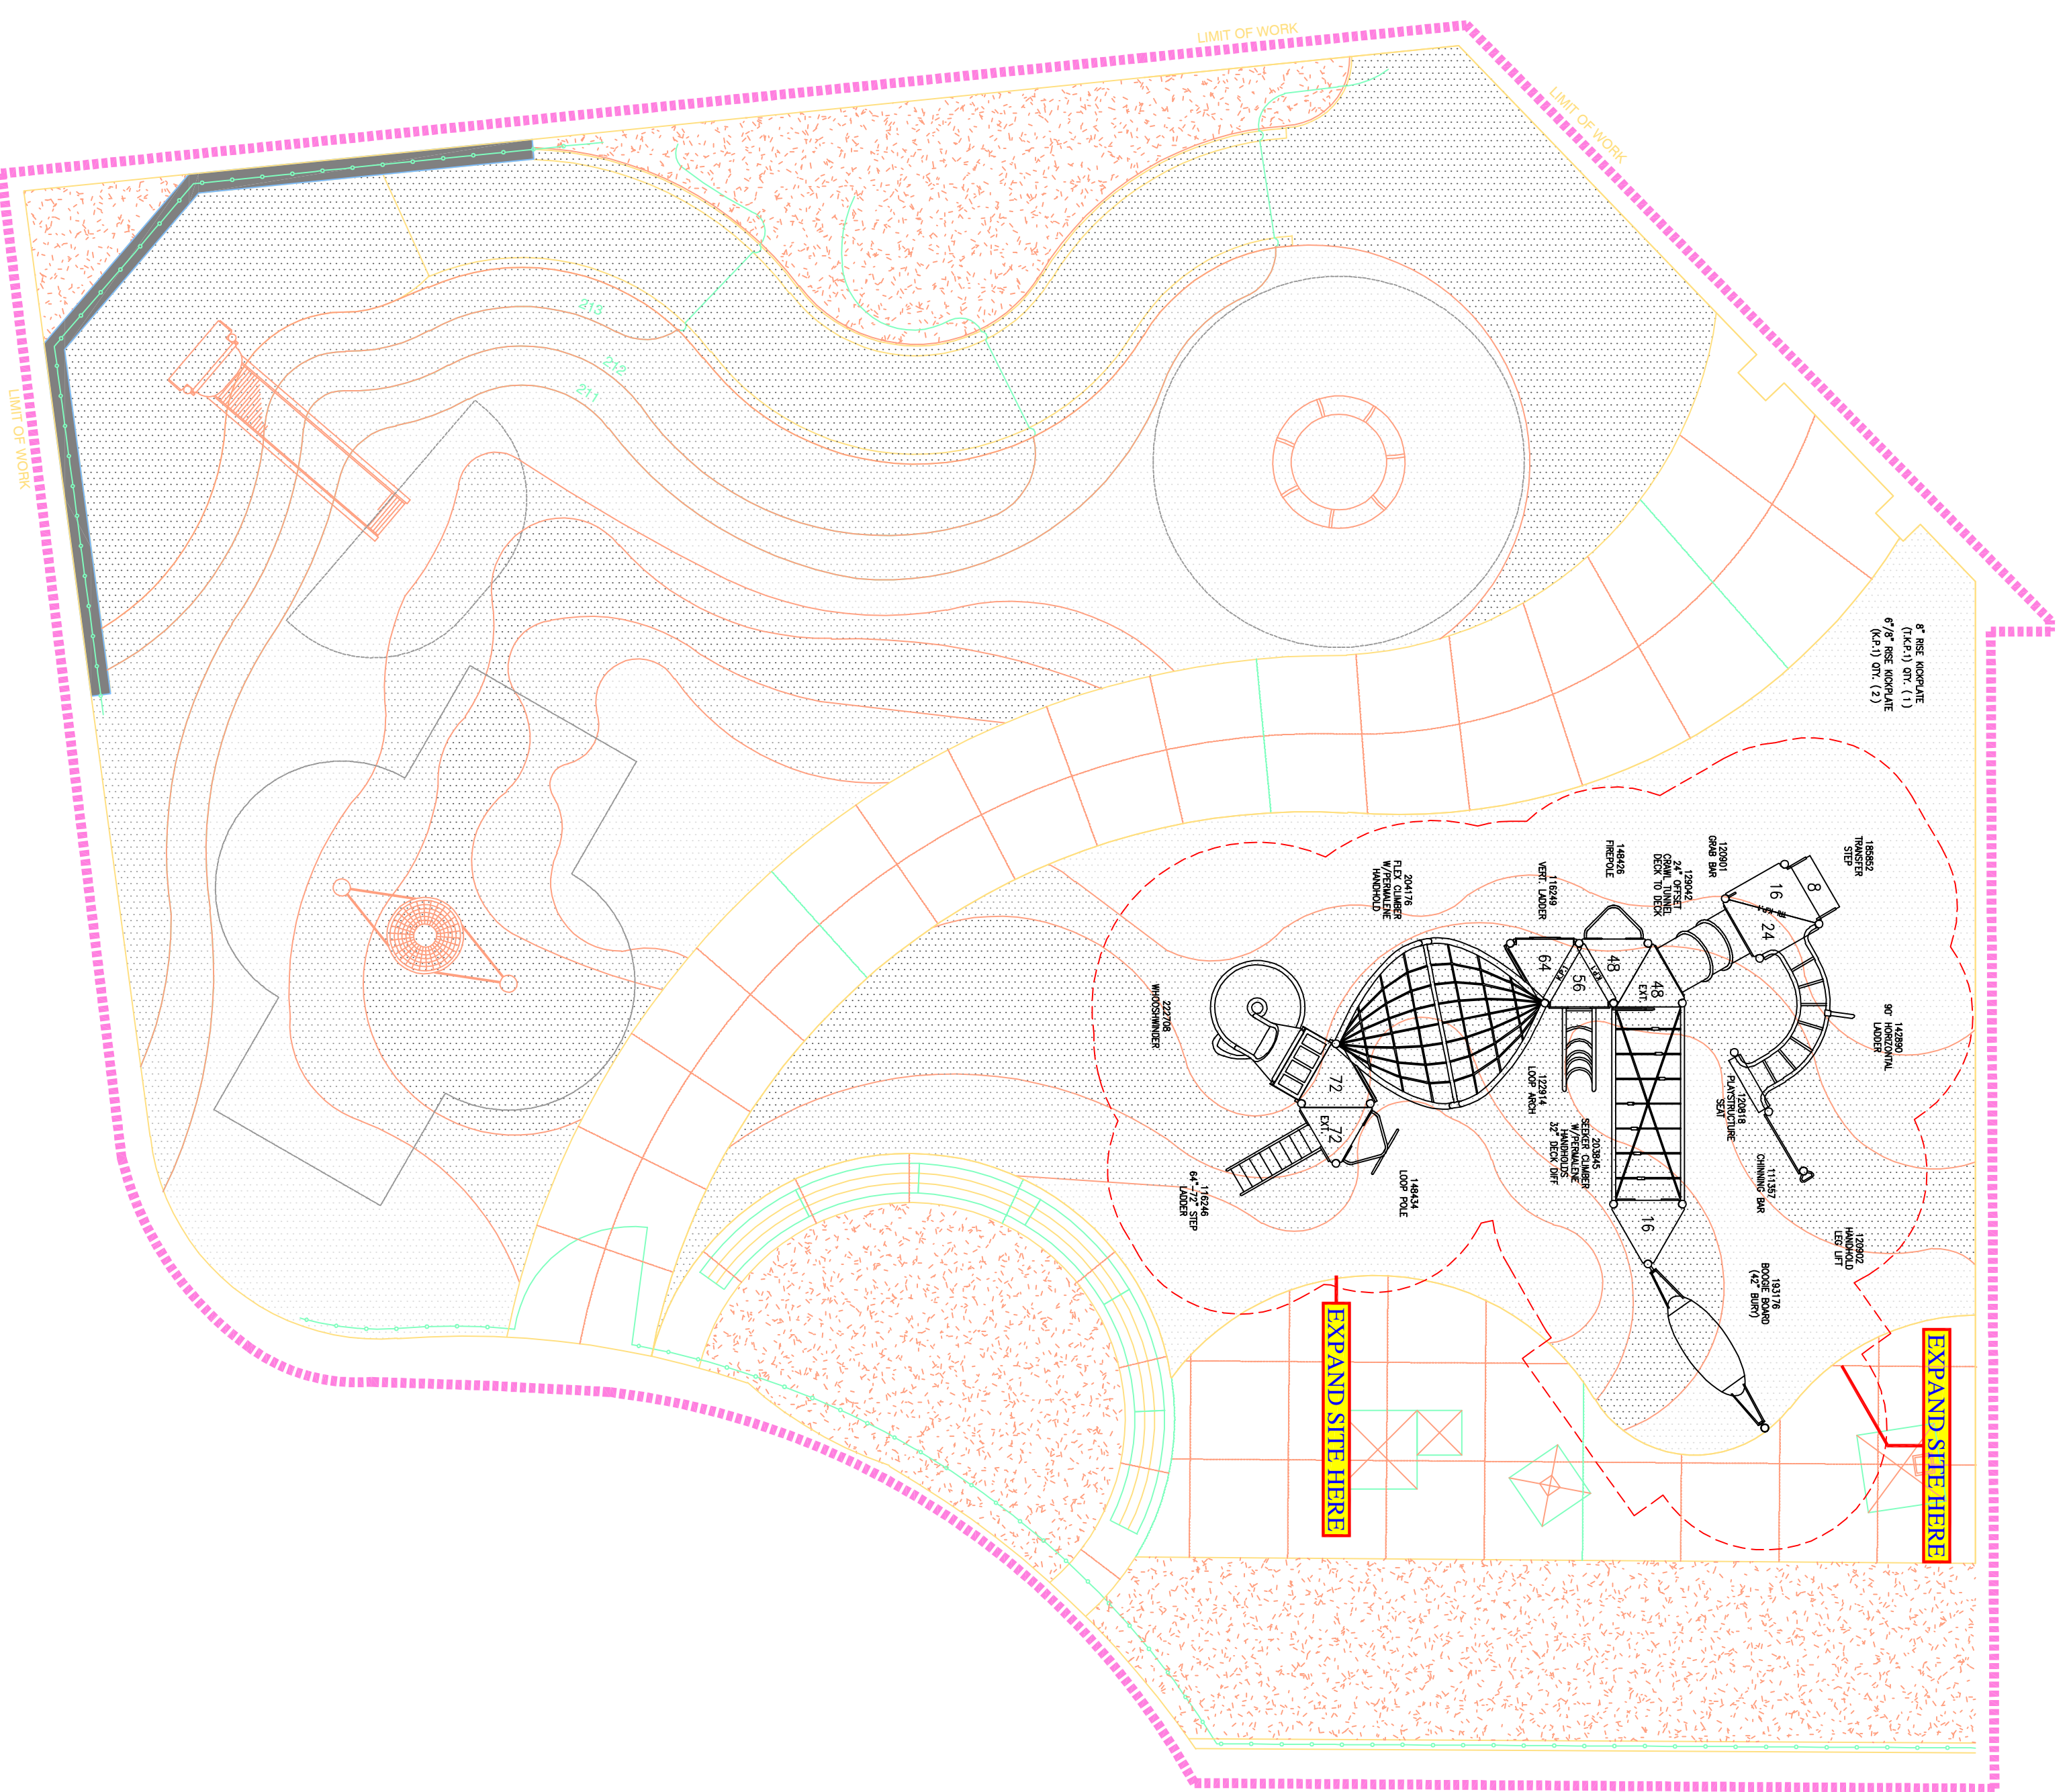 LIMIT OF WORK
LIMIT OF WORK
LIMIT OF WORK
213
212
211
8" RISE KICKPLATE
(T.K.P.1) QTY. (1)
6"/8" RISE KICKPLATE
(K.P.1) QTY. (2)
185852
TRANSFER
STEP
120901
GRAB BAR
129042
24" OFFSET
CRAWL TUNNEL
DECK TO DECK
148426
FIREPOLE
116249
VERT. LADDER
204176
FLEX CLIMBER
W/PERMALENE
HANDHOLD
8
16
24
48
48
EXT.
56
64
142890
90° HORIZONTAL
LADDER
222708
WHOOSHWINDER
122914
LOOP ARCH
120818
PLAYSTRUCTURE
SEAT
72
72
EXT.
203845
SEEKER CLIMBER
W/PERMALENE
HANDHOLDS
32" DECK DIFF
111357
CHINNING BAR
148434
LOOP POLE
116246
64"-72" STEP
LADDER
16
120902
HANDHOLD
LEG LIFT
193176
BOOGIE BOARD
(42" BURY)
EXPAND SITE HERE
EXPAND SITE HERE